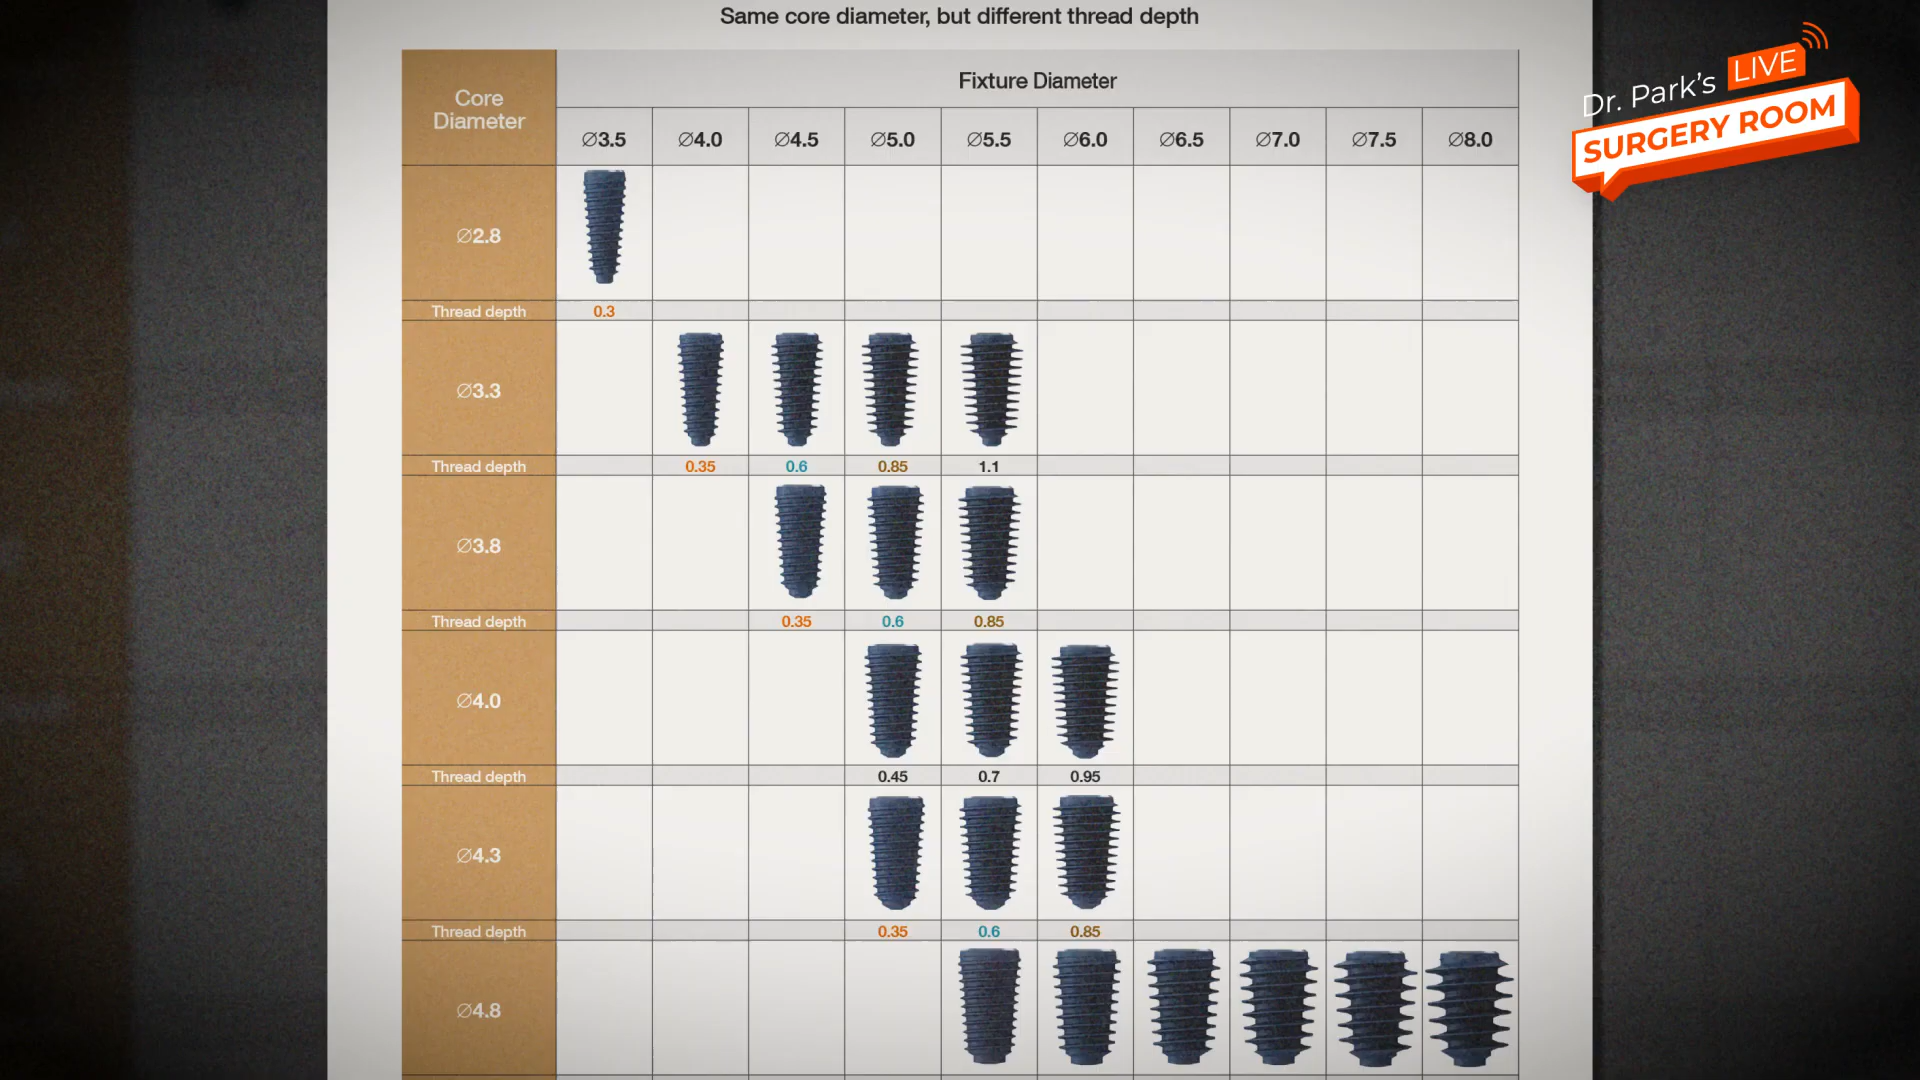 Same core diameter, but different thread depth
Core
Diameter
Fixture Diameter
∅3.5 ∅4.0 ∅4.5 ∅5.0 ∅5.5 ∅6.0 ∅6.5 ∅7.0 ∅7.5 ∅8.0
∅2.8
Thread depth 0.3
∅3.3
Thread depth 0.35 0.6 0.85 1.1
∅3.8
Thread depth 0.35 0.6 0.85
∅4.0
Thread depth 0.45 0.7 0.95
∅4.3
Thread depth 0.35 0.6 0.85
∅4.8
Dr. Park's LIVE
SURGERY ROOM